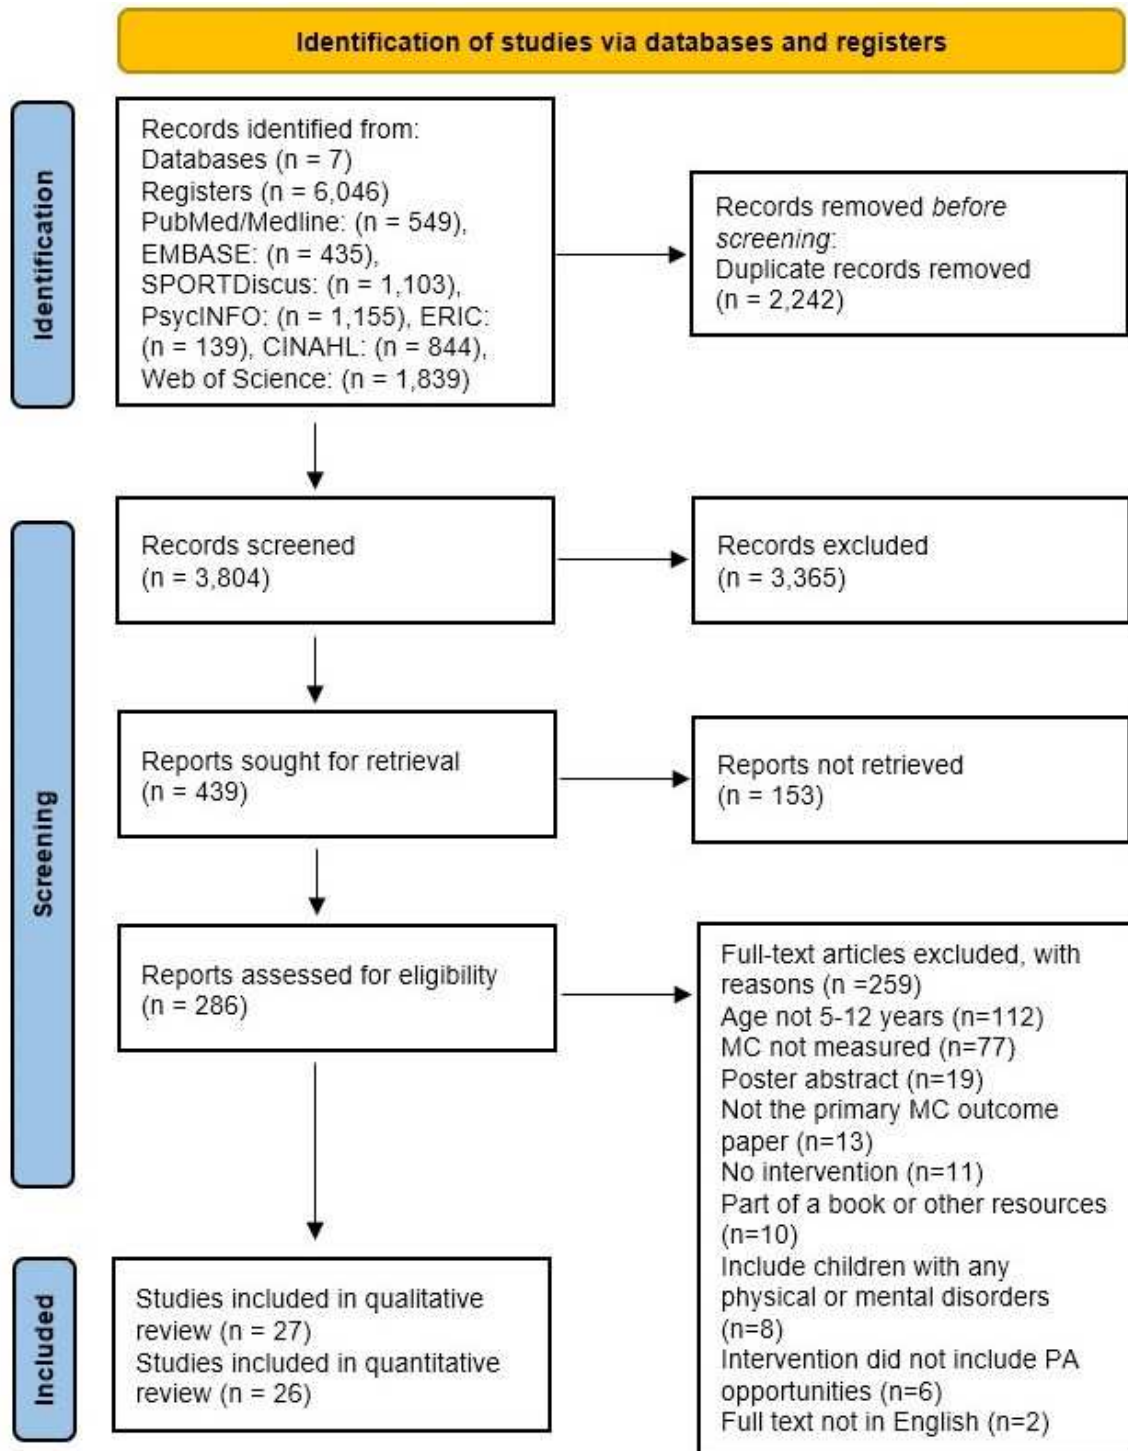 Identification of studies via databases and registers
Identification
Records identified from:
Databases (n = 7)
Registers (n = 6,046)
PubMed/Medline: (n = 549),
EMBASE: (n = 435),
SPORTDiscus: (n = 1,103),
PsycINFO: (n = 1,155), ERIC:
(n = 139), CINAHL: (n = 844),
Web of Science: (n = 1,839)
Records removed before
screening:
Duplicate records removed
(n = 2,242)
Screening
Records screened
(n = 3,804)
Records excluded
(n = 3,365)
Reports sought for retrieval
(n = 439)
Reports not retrieved
(n = 153)
Reports assessed for eligibility
(n = 286)
Full-text articles excluded, with
reasons (n =259)
Age not 5-12 years (n=112)
MC not measured (n=77)
Poster abstract (n=19)
Not the primary MC outcome
paper (n=13)
No intervention (n=11)
Part of a book or other resources
(n=10)
Include children with any
physical or mental disorders
(n=8)
Intervention did not include PA
opportunities (n=6)
Full text not in English (n=2)
Included
Studies included in qualitative
review (n = 27)
Studies included in quantitative
review (n = 26)